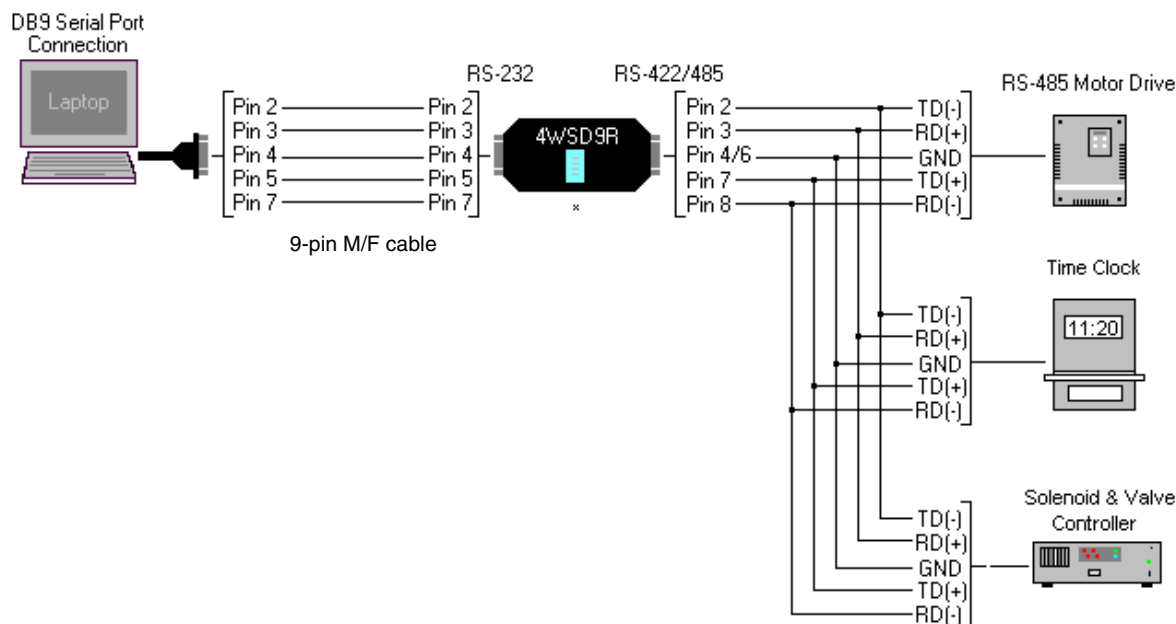 DB9 Serial Port
Connection
Laptop
RS-232
RS-422/485
RS-485 Motor Drive
Pin 2 Pin 2
Pin 3 Pin 3
Pin 4 Pin 4
Pin 5 Pin 5
Pin 7 Pin 7
4WSD9R
Pin 2
Pin 3
Pin 4/6
Pin 7
Pin 8
TD(-)
RD(+)
GND
TD(+)
RD(-)
9-pin M/F cable
Time Clock
11:20
TD(-)
RD(+)
GND
TD(+)
RD(-)
Solenoid & Valve
Controller
TD(-)
RD(+)
GND
TD(+)
RD(-)